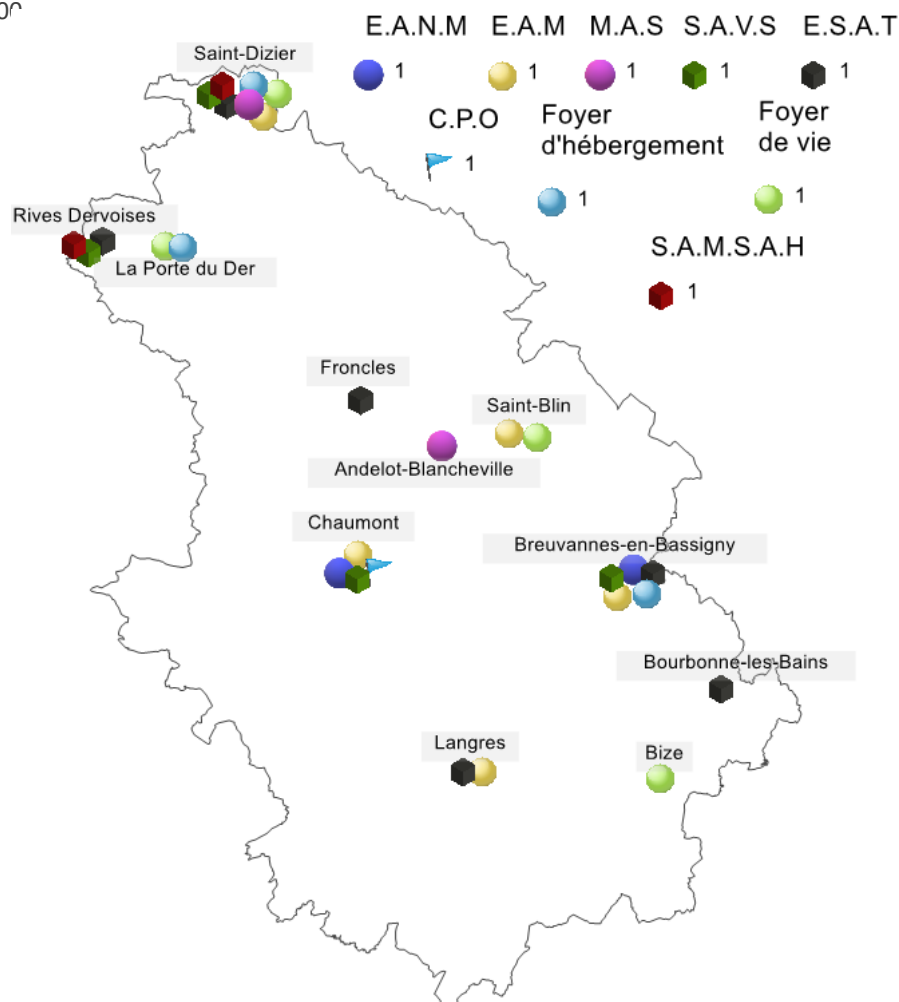 E.A.N.M E.A.M M.A.S S.A.V.S E.S.A.T
1 1 1 1 1
C.P.O Foyer d'hébergement Foyer de vie
1 1 1
S.A.M.S.A.H
1
Saint-Dizier
Rives Dervoises
La Porte du Der
Froncles
Saint-Blin
Andelot-Blancheville
Chaumont
Breuvannes-en-Bassigny
Bourbonne-les-Bains
Langres
Bize